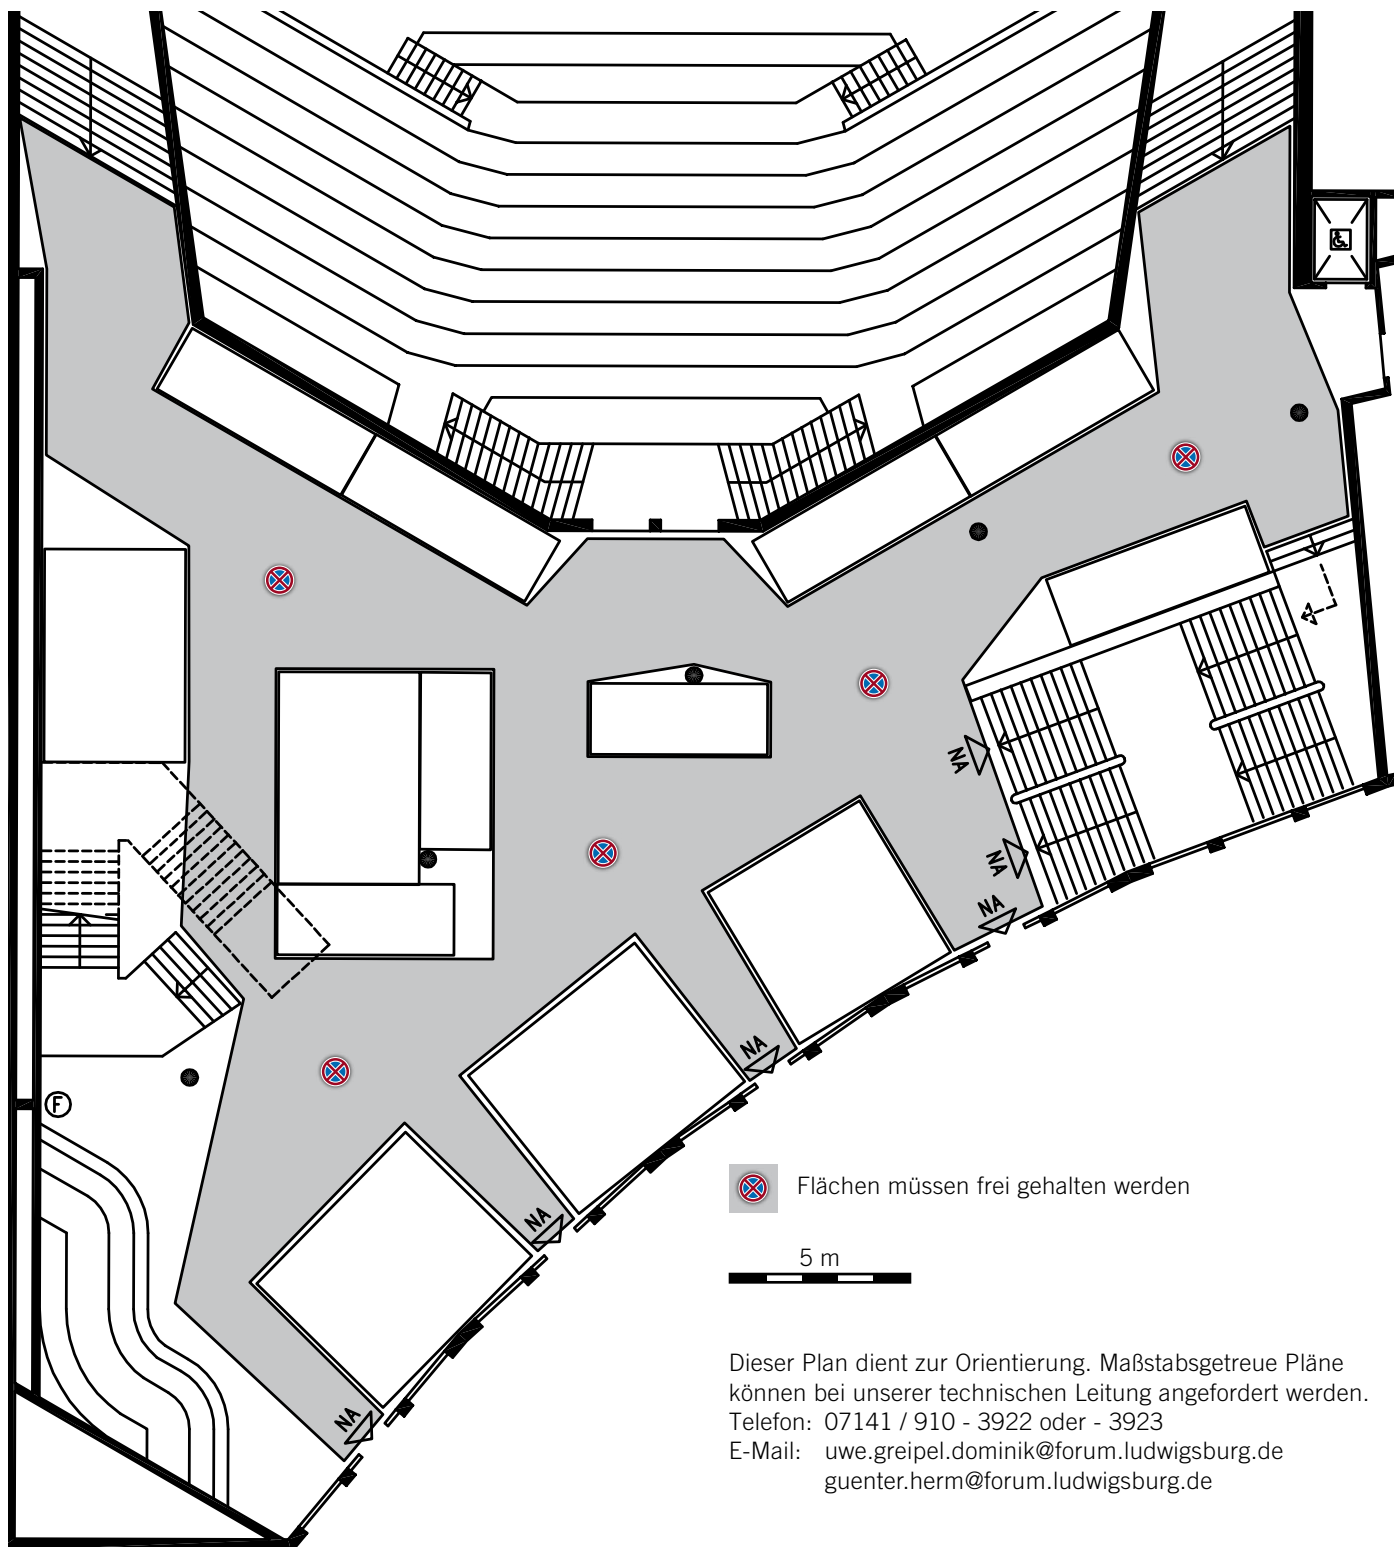 NA
NA
NA
NA
NA
NA
F
Flächen müssen frei gehalten werden
5 m
Dieser Plan dient zur Orientierung. Maßstabsgetreue Pläne
können bei unserer technischen Leitung angefordert werden.
Telefon: 07141 / 910 - 3922 oder - 3923
E-Mail: uwe.greipel.dominik@forum.ludwigsburg.de
guenter.herm@forum.ludwigsburg.de